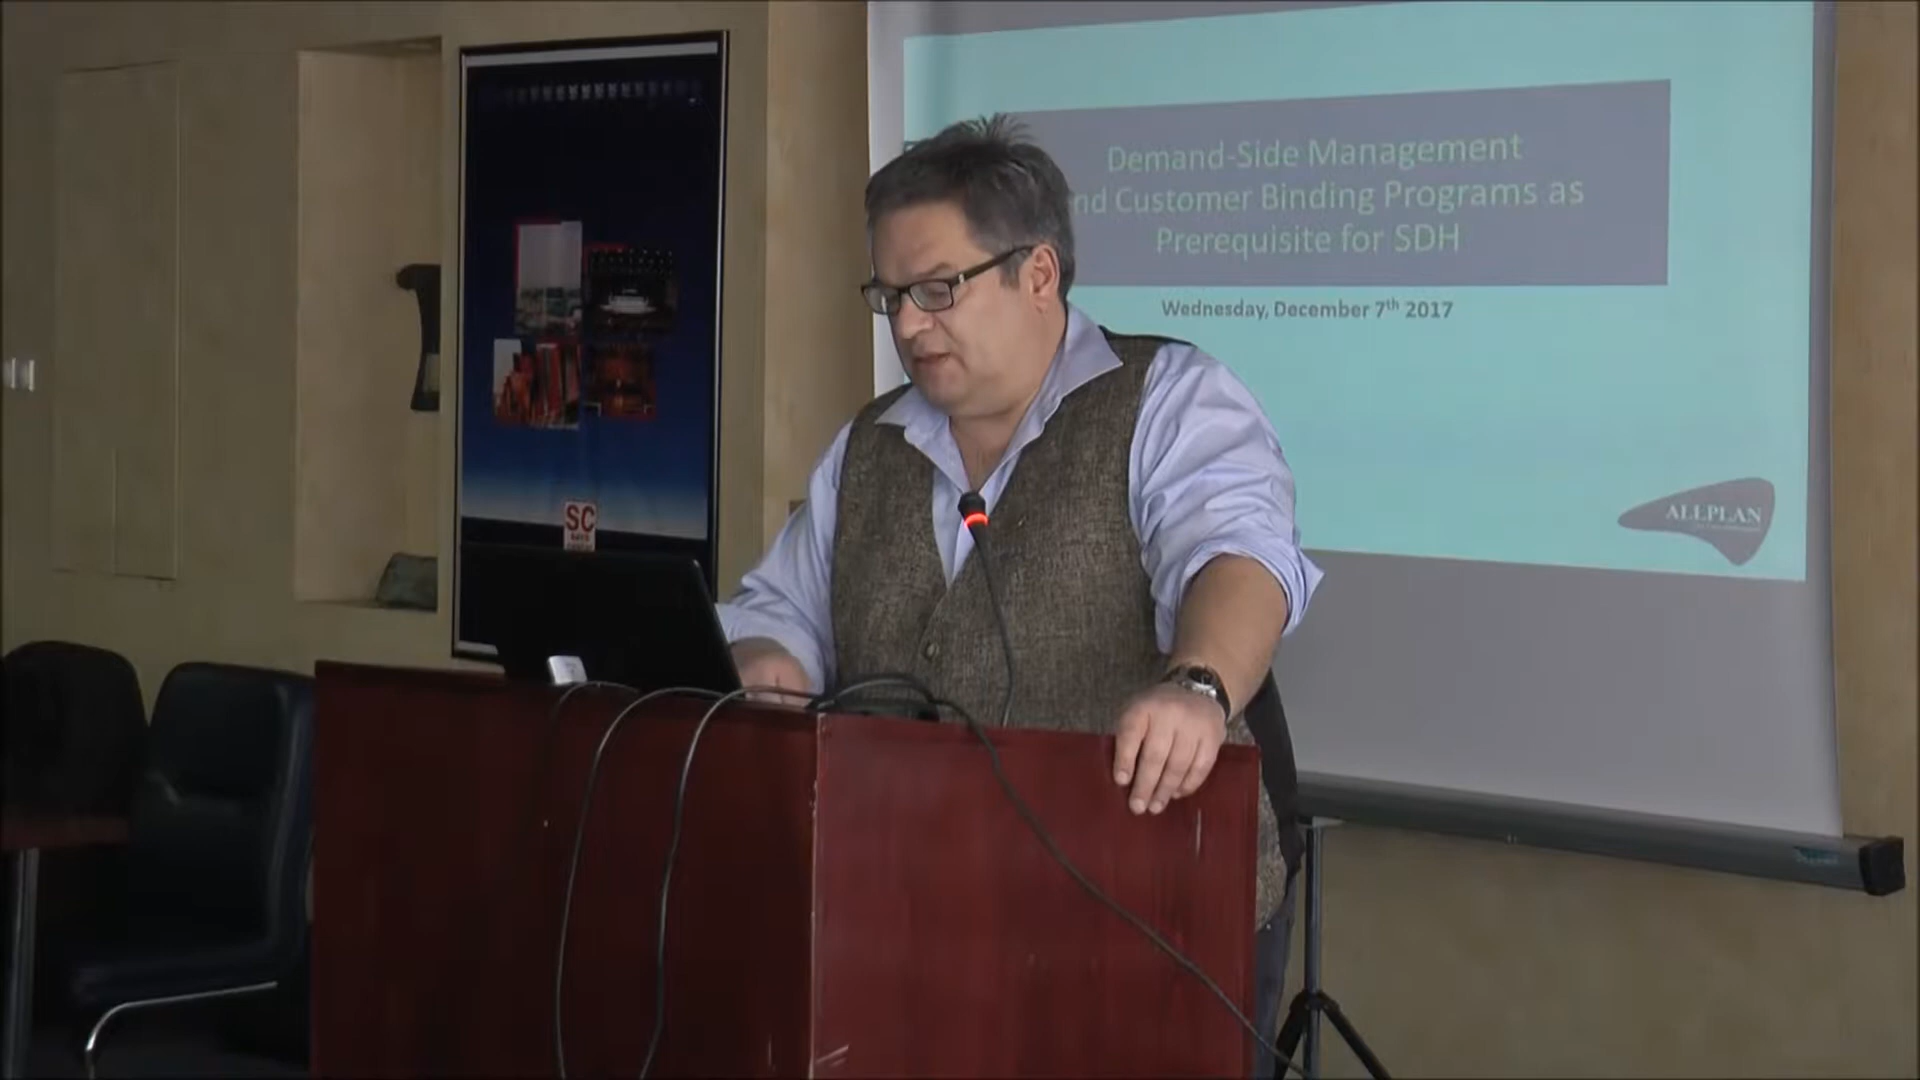 Demand-Side Management
nd Customer Binding Programs as
Prerequisite for SDH
Wednesday, December 7th 2017
ALLPLAN
SC